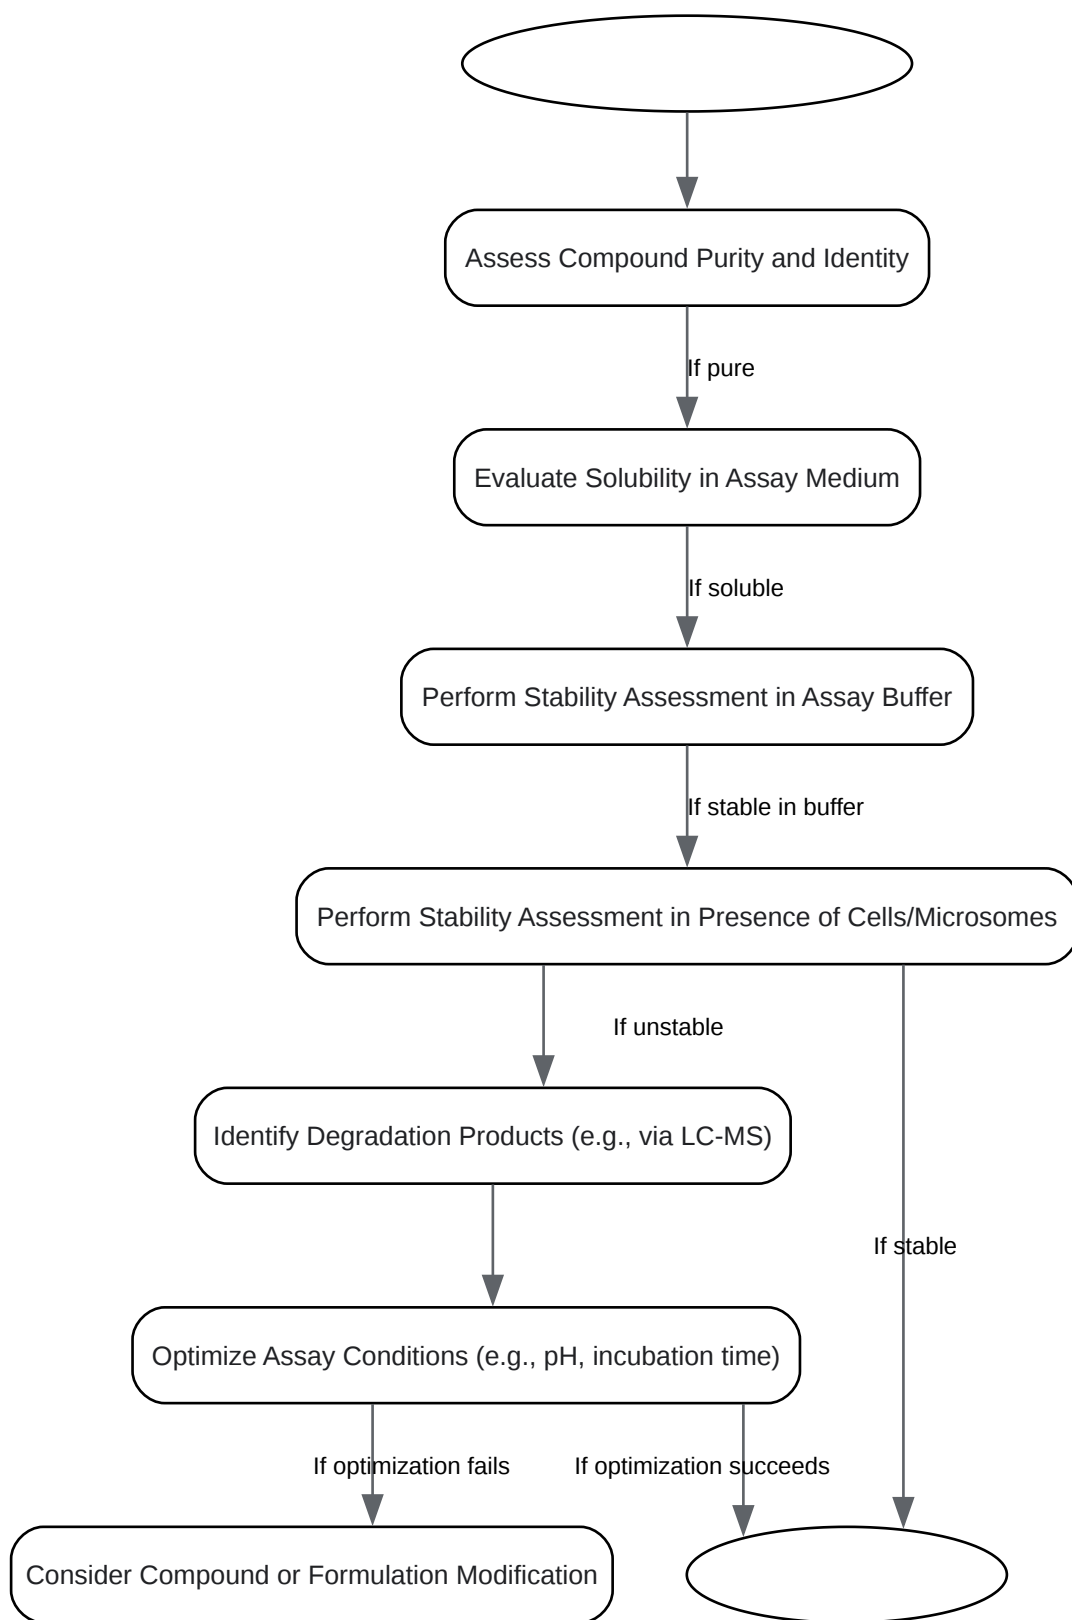 Assess Compound Purity and Identity
If pure
Evaluate Solubility in Assay Medium
If soluble
Perform Stability Assessment in Assay Buffer
If stable in buffer
Perform Stability Assessment in Presence of Cells/Microsomes
If unstable
Identify Degradation Products (e.g., via LC-MS)
If stable
Optimize Assay Conditions (e.g., pH, incubation time)
If optimization fails
If optimization succeeds
Consider Compound or Formulation Modification